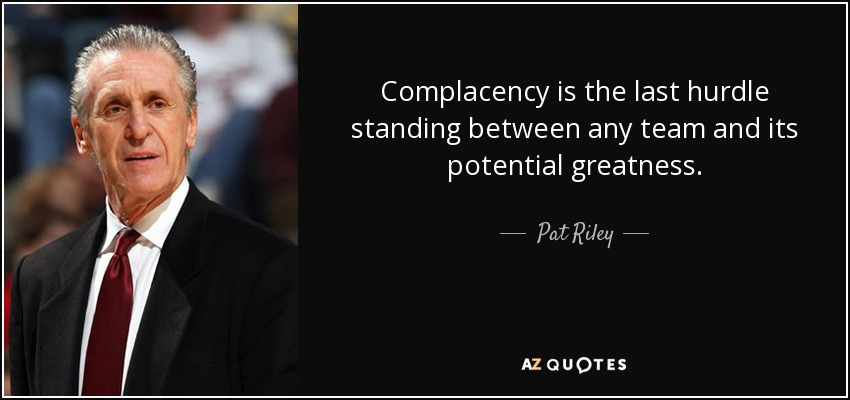 Complacency is the last hurdle
standing between any team and its
potential greatness.
Pat Riley
AZ QUOTES